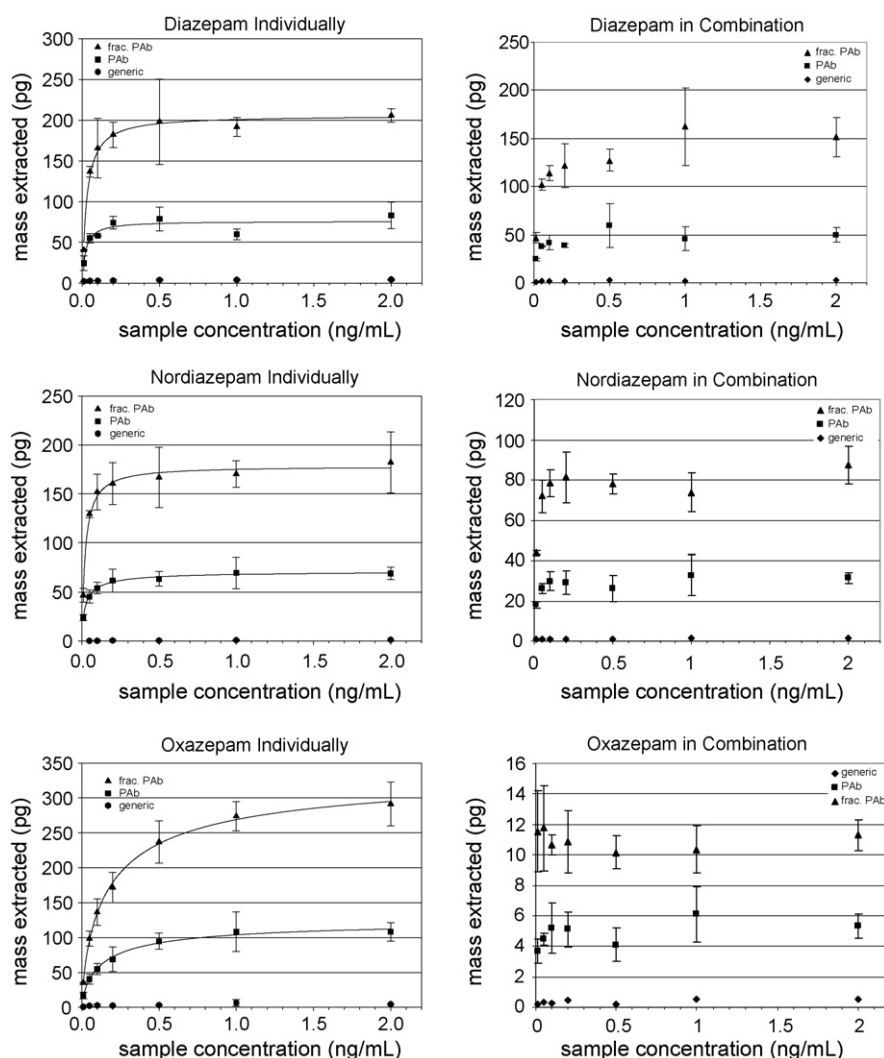 Diazepam Individually
mass extracted (pg)
300
250
200
150
100
50
0
frac. PAb
PAb
generic
0.0 0.5 1.0 1.5 2.0
sample concentration (ng/mL)
Diazepam in Combination
mass extracted (pg)
250
200
150
100
50
0
frac. PAb
PAb
generic
0 0.5 1 1.5 2
sample concentration (ng/mL)
Nordiazepam Individually
mass extracted (pg)
250
200
150
100
50
0
frac. PAb
PAb
generic
0.0 0.5 1.0 1.5 2.0
sample concentration (ng/mL)
Nordiazepam in Combination
mass extracted (pg)
120
100
80
60
40
20
0
frac. PAb
PAb
generic
0 0.5 1 1.5 2
sample concentration (ng/mL)
Oxazepam Individually
mass extracted (pg)
350
300
250
200
150
100
50
0
frac. PAb
PAb
generic
0.0 0.5 1.0 1.5 2.0
sample concentration (ng/mL)
Oxazepam in Combination
mass extracted (pg)
16
14
12
10
8
6
4
2
0
generic
PAb
frac. PAb
0 0.5 1 1.5 2
sample concentration (ng/mL)